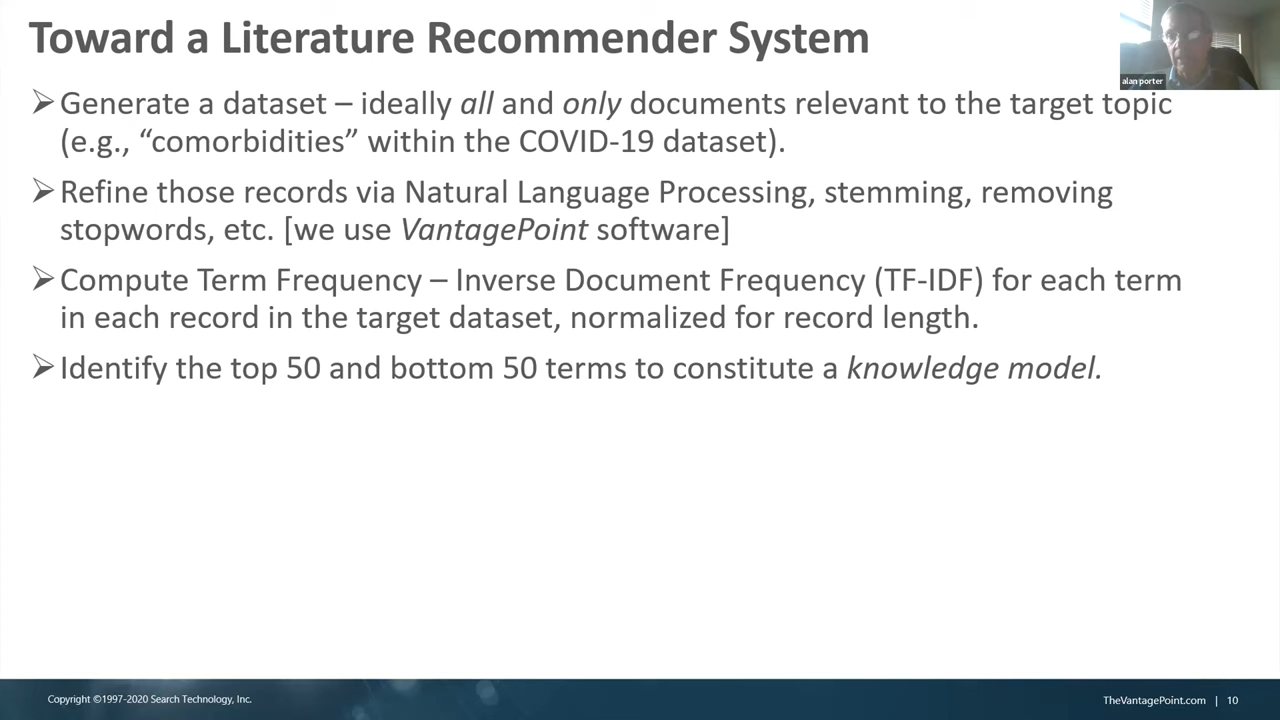 Toward a Literature Recommender System
alan porter
➢Generate a dataset – ideally all and only documents relevant to the target topic
(e.g., “comorbidities” within the COVID-19 dataset).
➢Refine those records via Natural Language Processing, stemming, removing
stopwords, etc. [we use VantagePoint software]
➢Compute Term Frequency – Inverse Document Frequency (TF-IDF) for each term
in each record in the target dataset, normalized for record length.
➢Identify the top 50 and bottom 50 terms to constitute a knowledge model.
Copyright ©1997-2020 Search Technology, Inc.
TheVantagePoint.com | 10